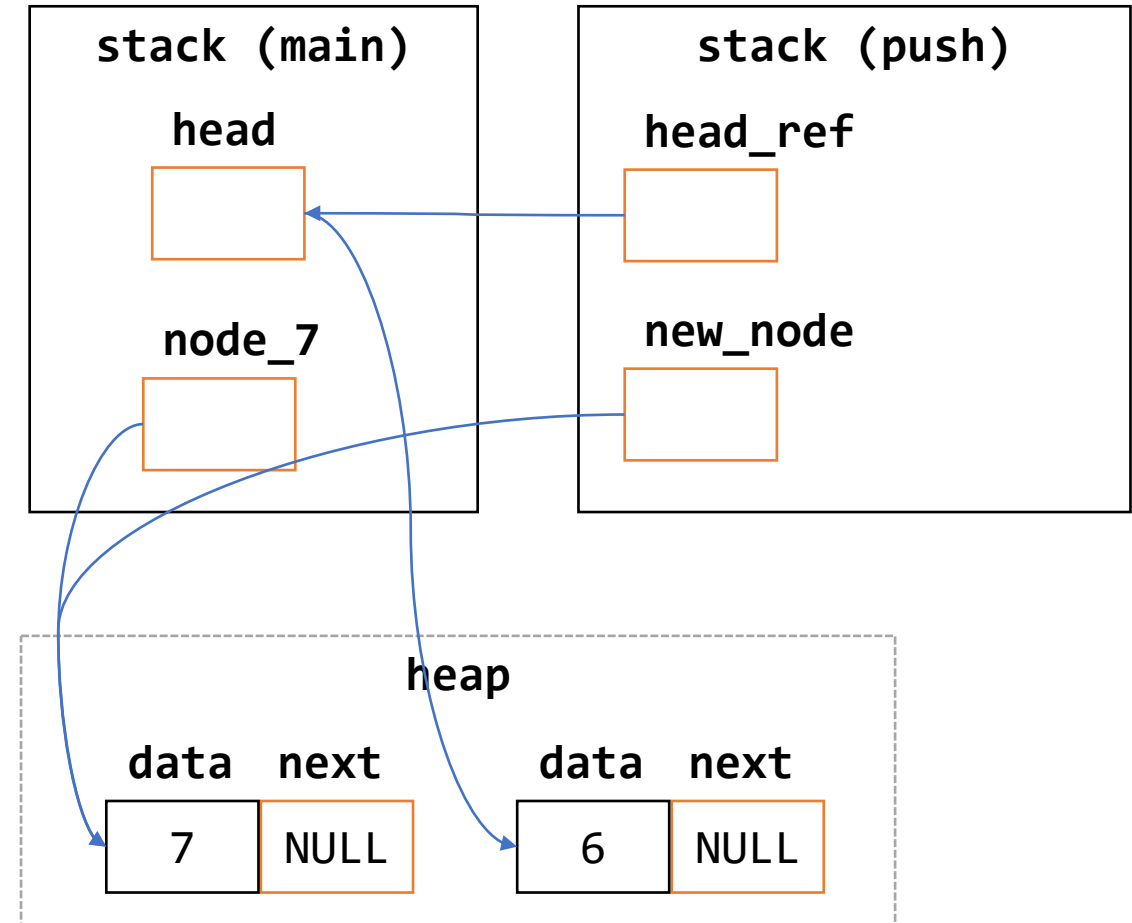 stack (main)
head
node_7
stack (push)
head_ref
new_node
heap
data next
7 NULL
data next
6 NULL